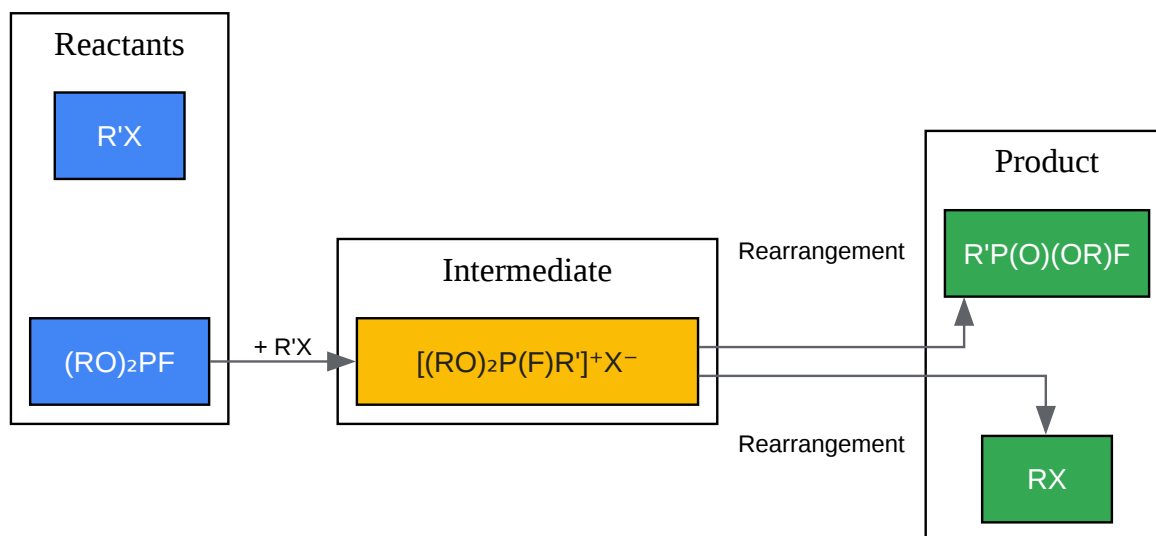 Reactants
R'X
(RO)₂PF
+ R'X
Intermediate
[(RO)₂P(F)R']⁺X⁻
Rearrangement
Rearrangement
Product
R'P(O)(OR)F
RX